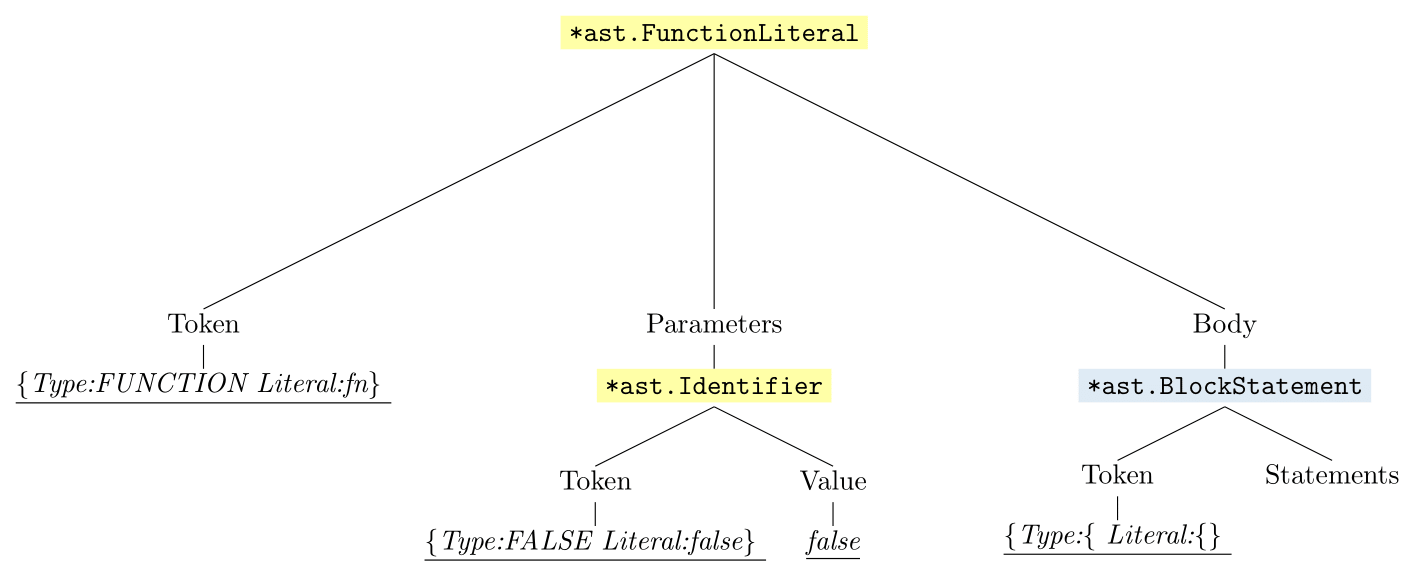 *ast.FunctionLiteral
Token Parameters Body
{Type:FUNCTION Literal:fn} *ast.Identifier *ast.BlockStatement
Token Value Token Statements
{Type:FALSE Literal:false} false {Type:{ Literal:{}